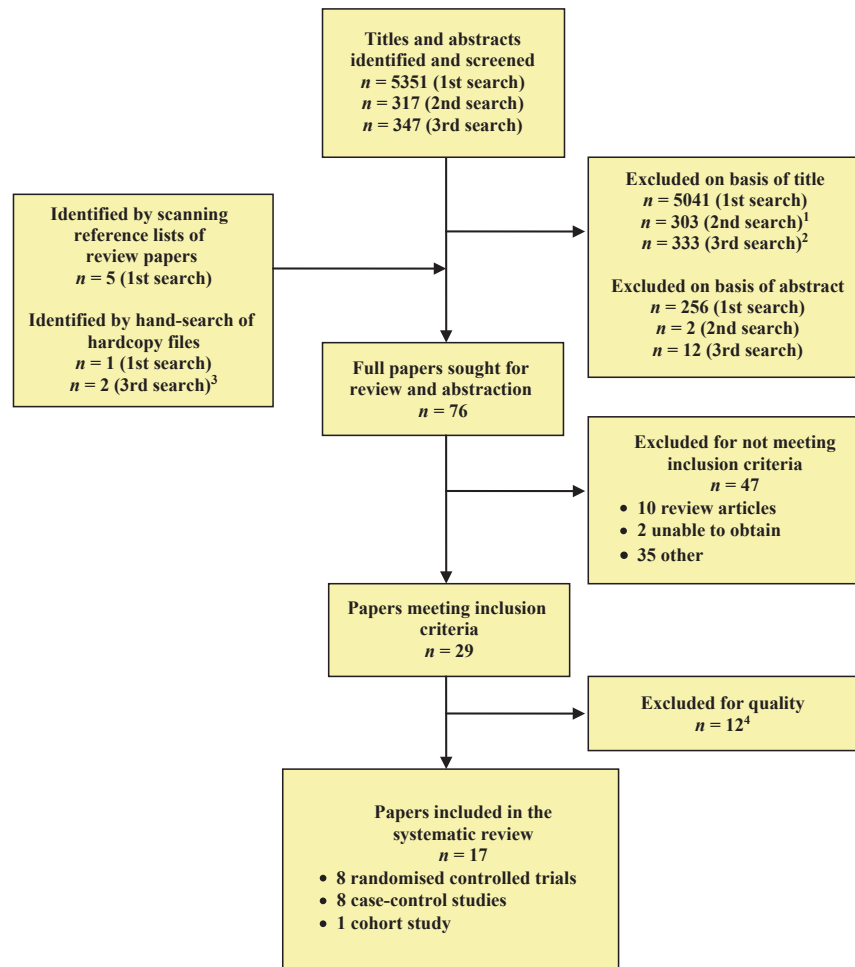 Titles and abstracts
identified and screened
n = 5351 (1st search)
n = 317 (2nd search)
n = 347 (3rd search)
Identified by scanning
reference lists of
review papers
n = 5 (1st search)
Identified by hand-search of
hardcopy files
n = 1 (1st search)
n = 2 (3rd search)³
Excluded on basis of title
n = 5041 (1st search)
n = 303 (2nd search)¹
n = 333 (3rd search)²
Excluded on basis of abstract
n = 256 (1st search)
n = 2 (2nd search)
n = 12 (3rd search)
Full papers sought for
review and abstraction
n = 76
Excluded for not meeting
inclusion criteria
n = 47
• 10 review articles
• 2 unable to obtain
• 35 other
Papers meeting inclusion
criteria
n = 29
Excluded for quality
n = 12⁴
Papers included in the
systematic review
n = 17
• 8 randomised controlled trials
• 8 case-control studies
• 1 cohort study